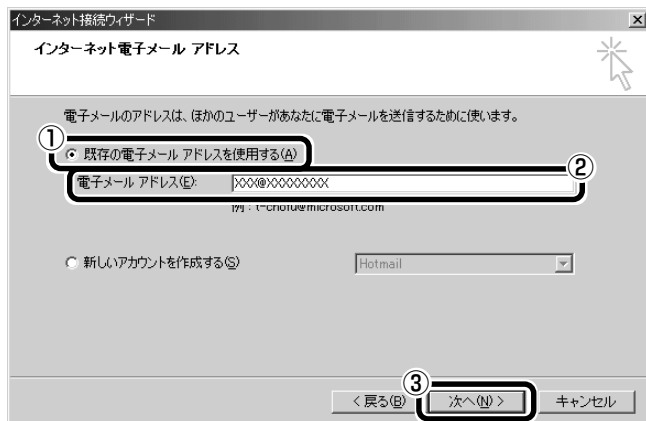 インターネット接続ウィザード
インターネット電子メール アドレス
電子メールのアドレスは、ほかのユーザーがあなたに電子メールを送信するために使います。
①
既存の電子メール アドレスを使用する(A)
②
電子メール アドレス(E): XXX@XXXXXXXX
例 : t-chofu@microsoft.com
新しいアカウントを作成する(S) Hotmail
③
< 戻る(B) 次へ(N) > キャンセル